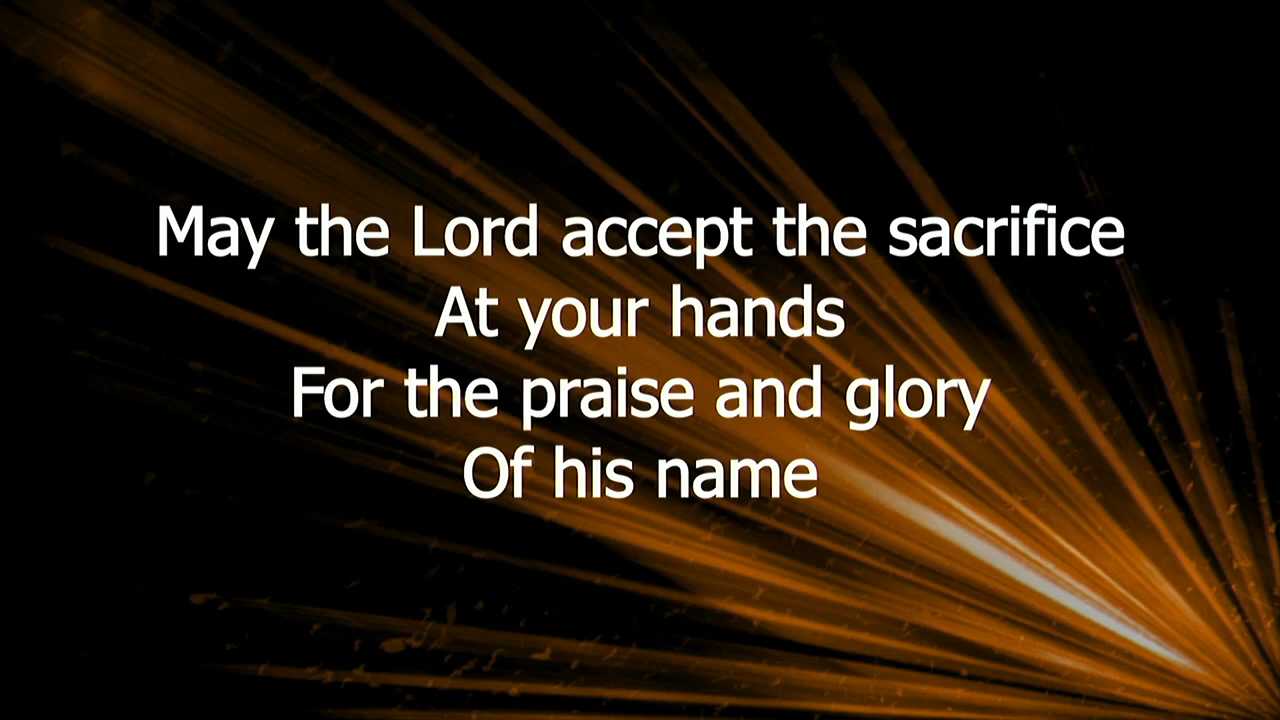 May the Lord accept the sacrifice
At your hands
For the praise and glory
Of his name